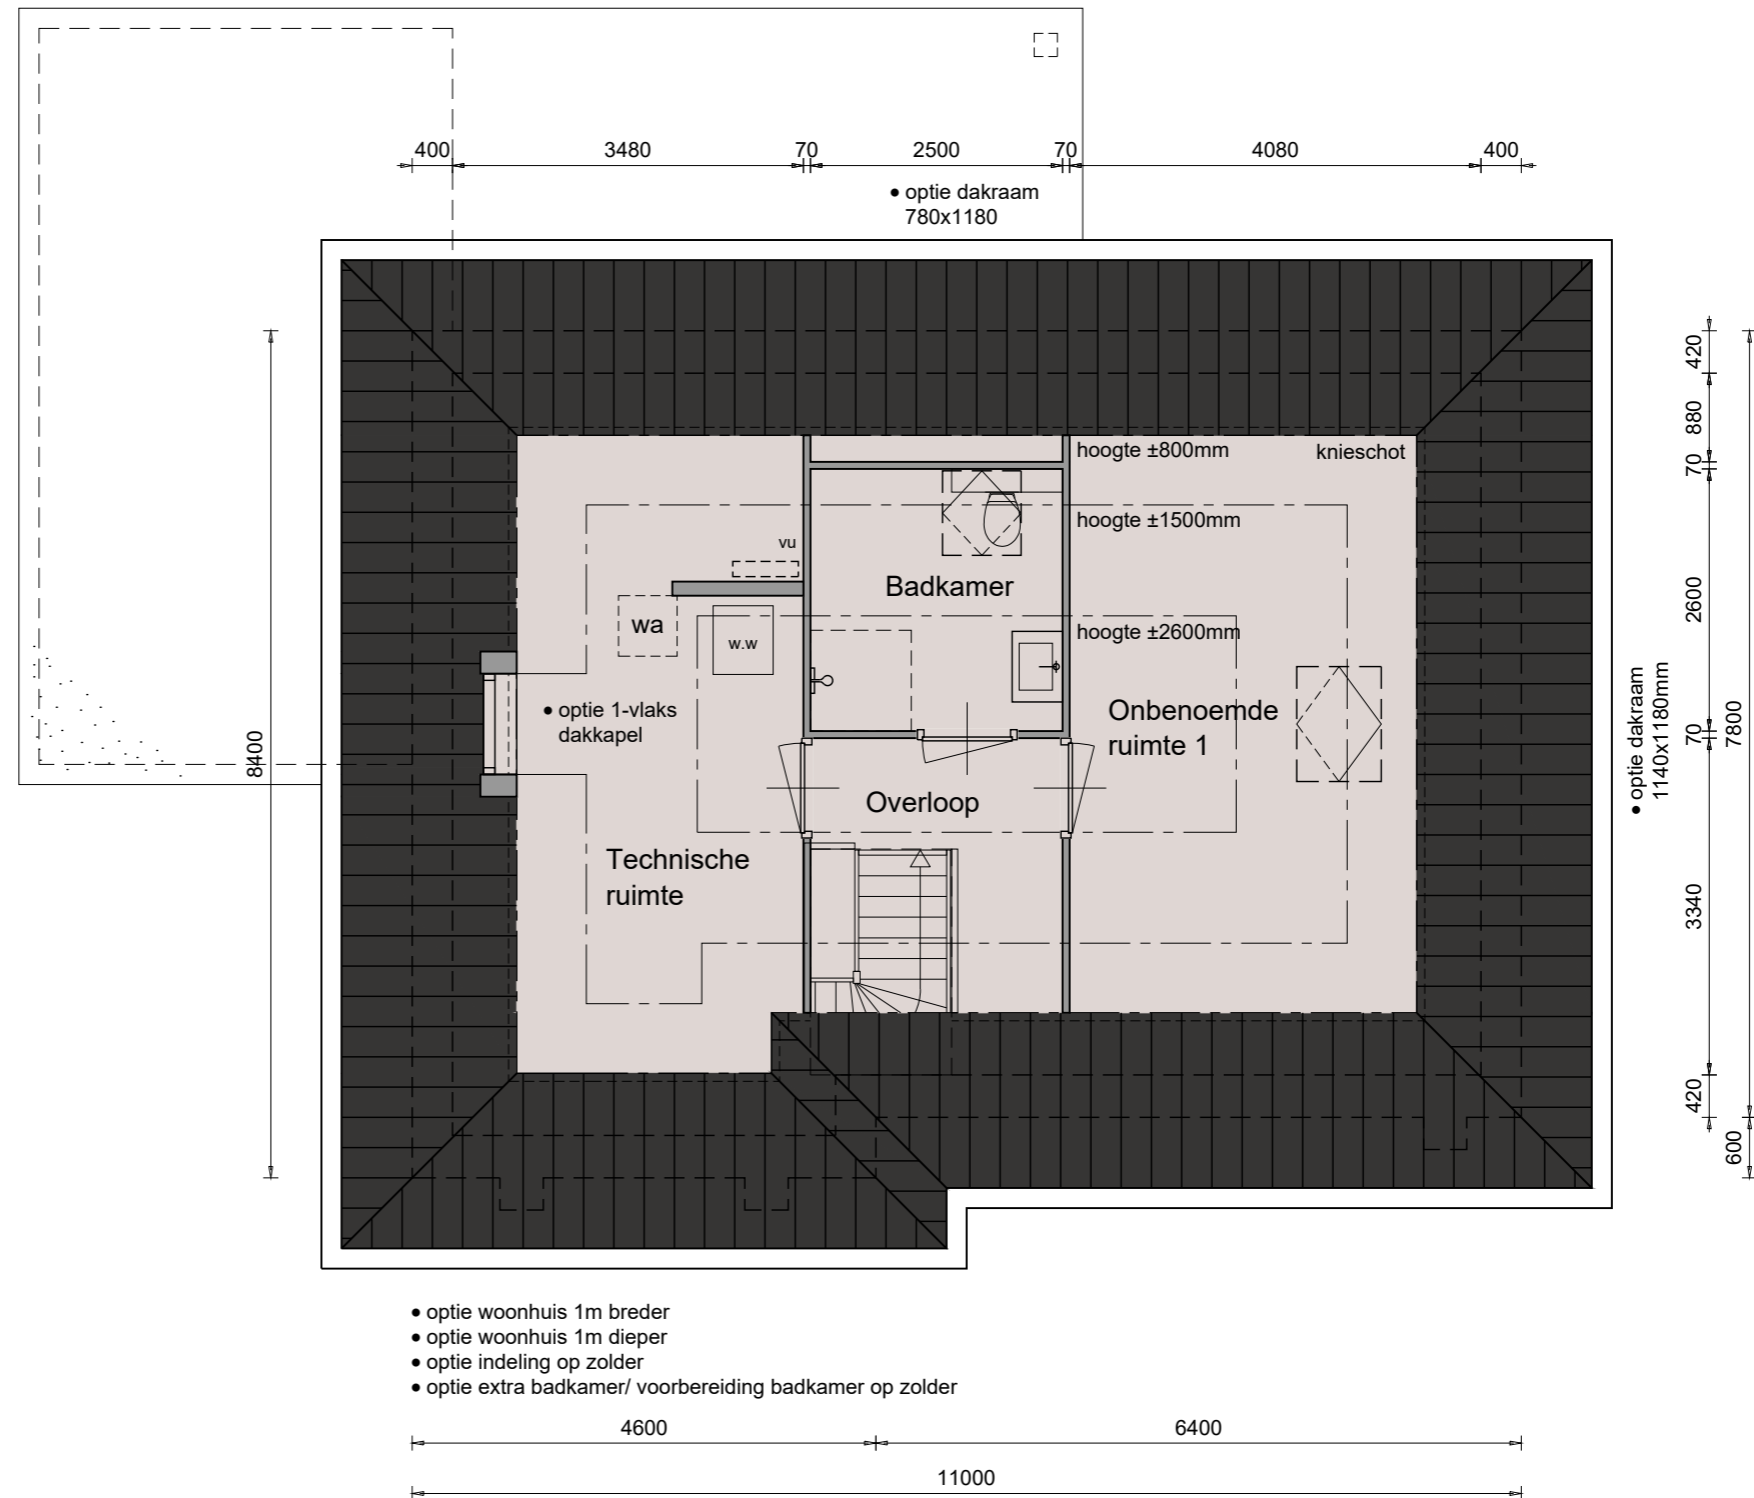 400
3480
70
2500
70
4080
400
• optie dakraam
780x1180
hoogte ±800mm
knieschot
hoogte ±1500mm
vu
Badkamer
wa
w.w
hoogte ±2600mm
• optie 1-vlaks
dakkapel
Onbenoemde
ruimte 1
Overloop
Technische
ruimte
8400
420
880
70
2600
70
3340
420
7800
600
• optie dakraam
1140x1180mm
• optie woonhuis 1m breder
• optie woonhuis 1m dieper
• optie indeling op zolder
• optie extra badkamer/ voorbereiding badkamer op zolder
4600
6400
11000